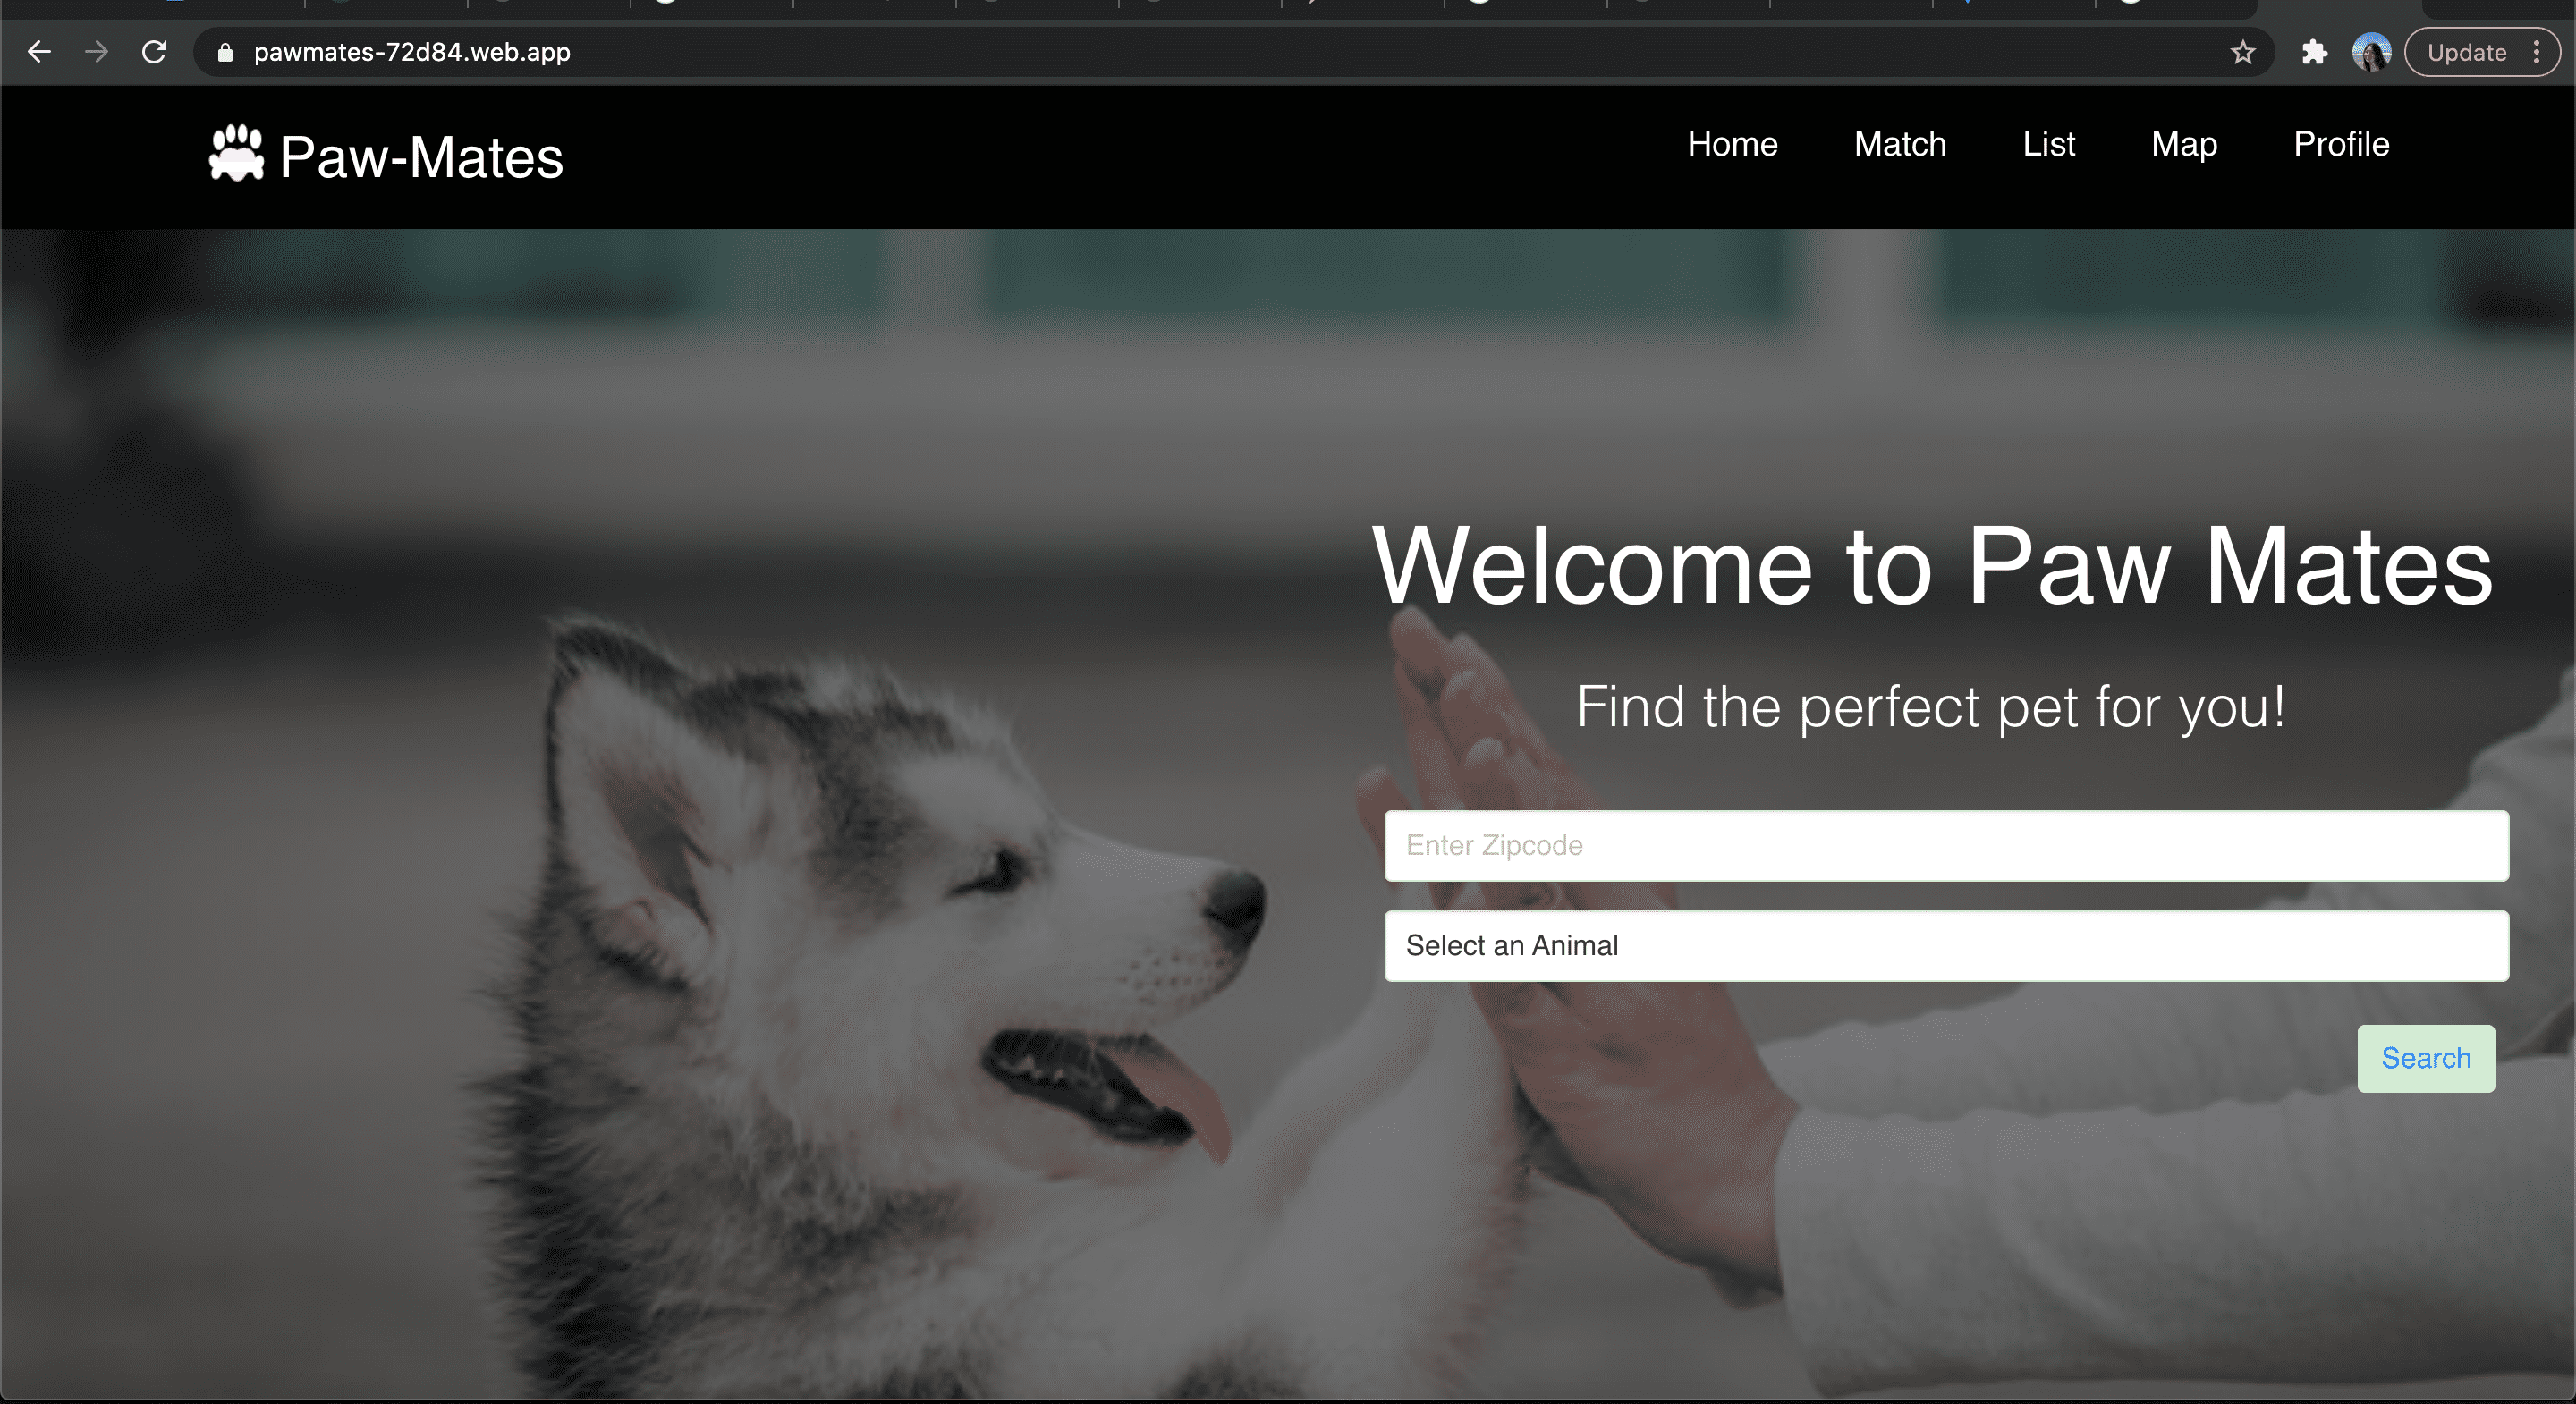 pawmates-72d84.web.app
Update
Paw-Mates
Home Match List Map Profile
Welcome to Paw Mates
Find the perfect pet for you!
Enter Zipcode
Select an Animal
Search